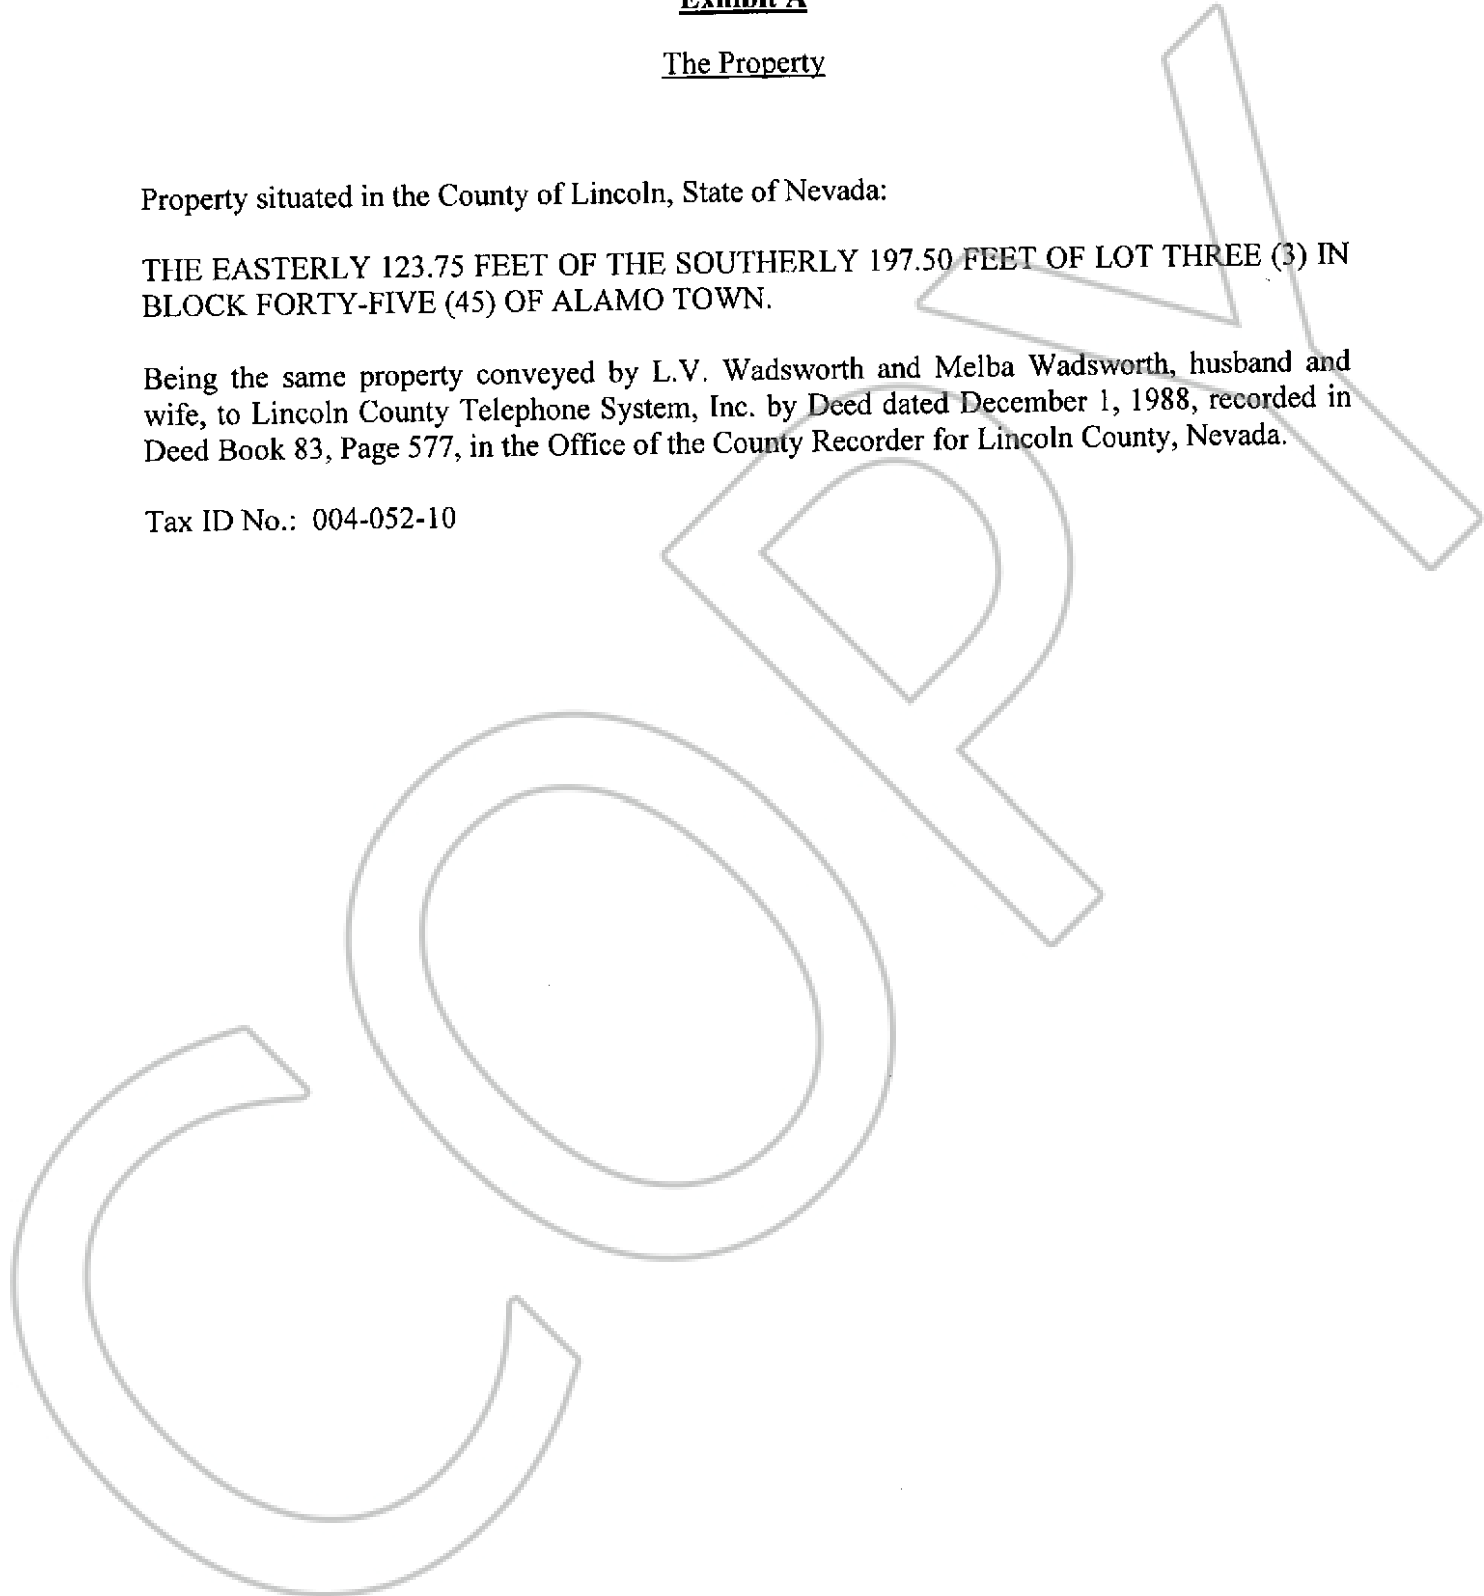 Exhibit A
The Property
Property situated in the County of Lincoln, State of Nevada:
THE EASTERLY 123.75 FEET OF THE SOUTHERLY 197.50 FEET OF LOT THREE (3) IN
BLOCK FORTY-FIVE (45) OF ALAMO TOWN.
Being the same property conveyed by L.V. Wadsworth and Melba Wadsworth, husband and
wife, to Lincoln County Telephone System, Inc. by Deed dated December 1, 1988, recorded in
Deed Book 83, Page 577, in the Office of the County Recorder for Lincoln County, Nevada.
Tax ID No.: 004-052-10
COPY